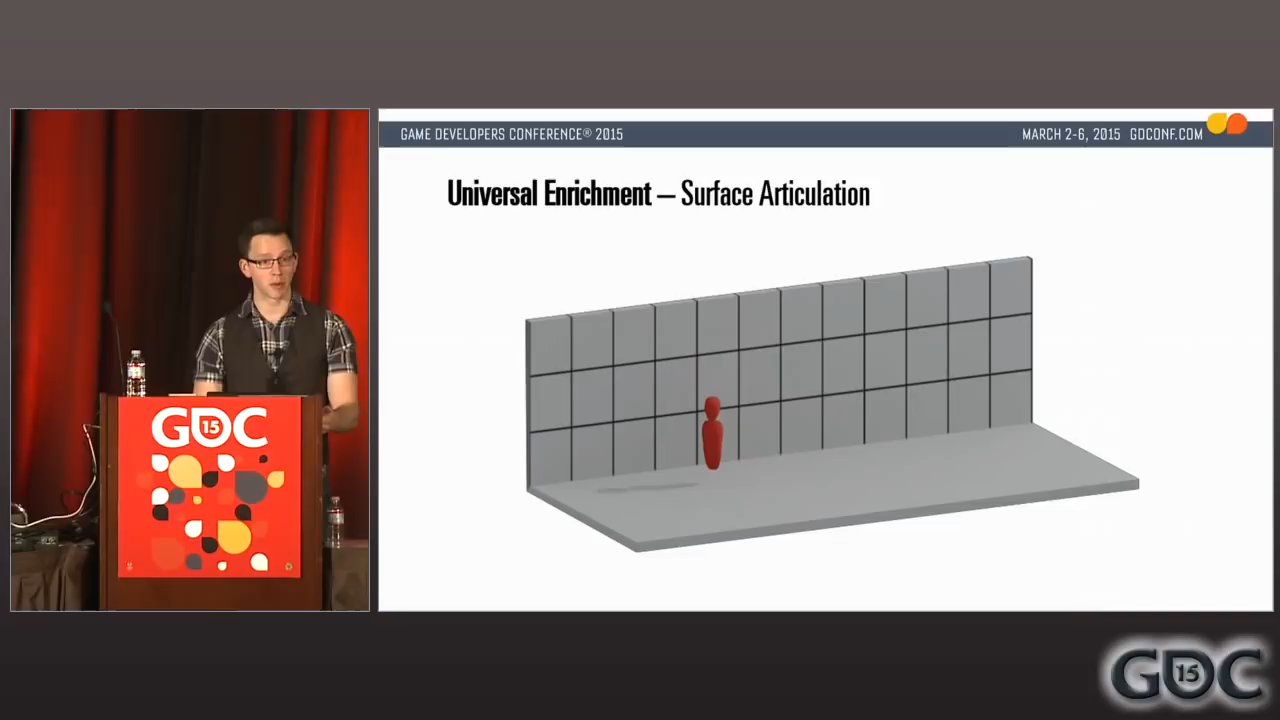 GAME DEVELOPERS CONFERENCE® 2015
MARCH 2-6, 2015 GDCONF.COM
Universal Enrichment – Surface Articulation
GDC
15
GDC
15